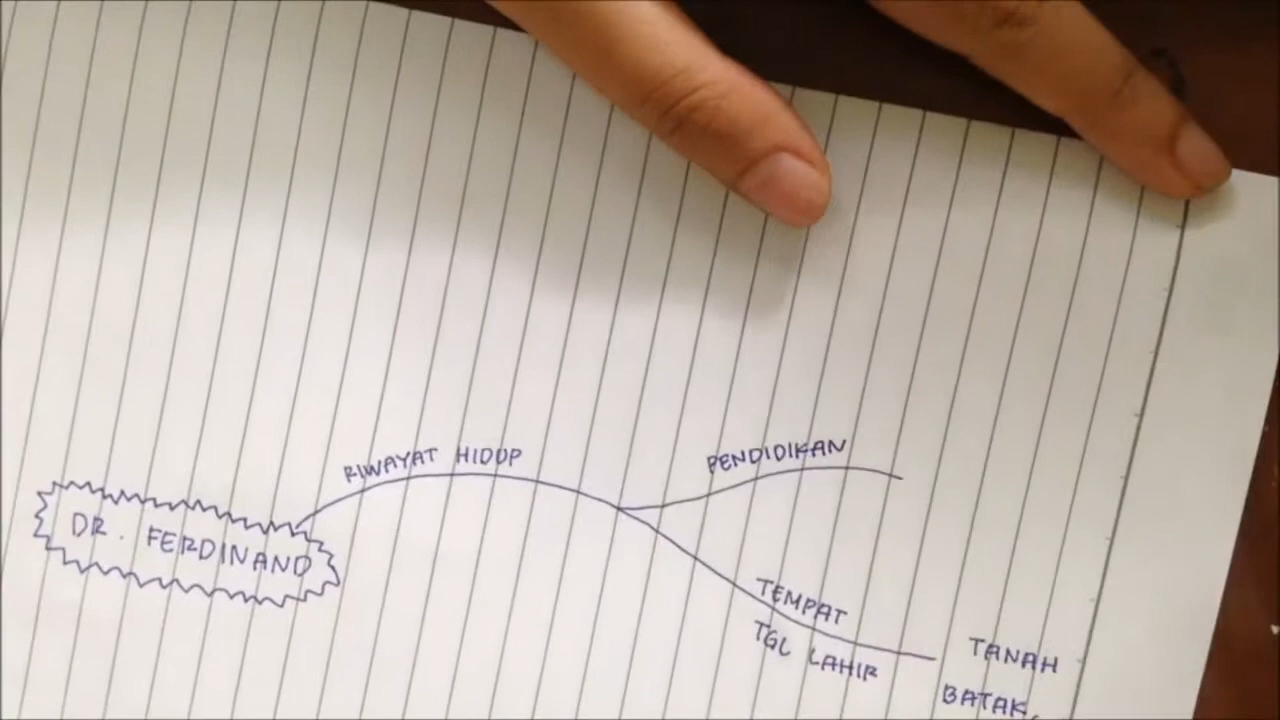 RIWAYAT HIDUP
PENDIDIKAN
DR. FERDINAND
TEMPAT
TGL LAHIR
TANAH
BATAK,